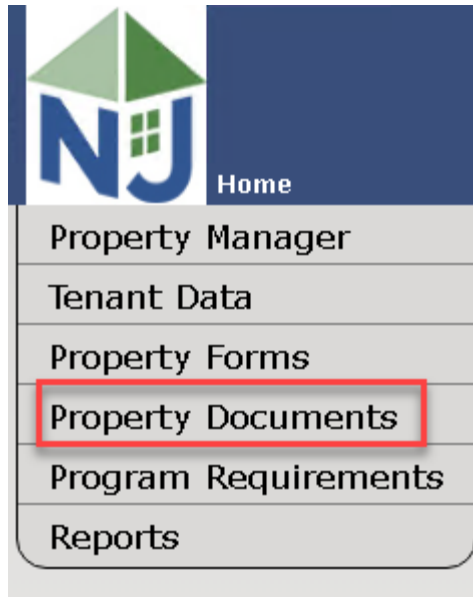 NJ
Home
Property Manager
Tenant Data
Property Forms
Property Documents
Program Requirements
Reports